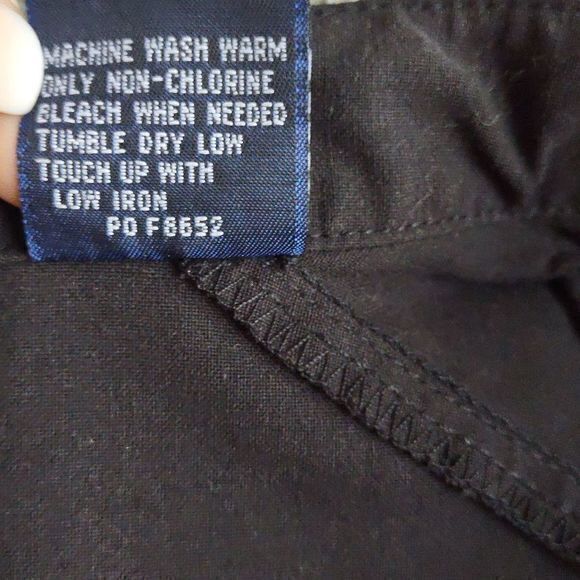 MACHINE WASH WARM
ONLY NON-CHLORINE
BLEACH WHEN NEEDED
TUMBLE DRY LOW
TOUCH UP WITH
LOW IRON
PO F8652